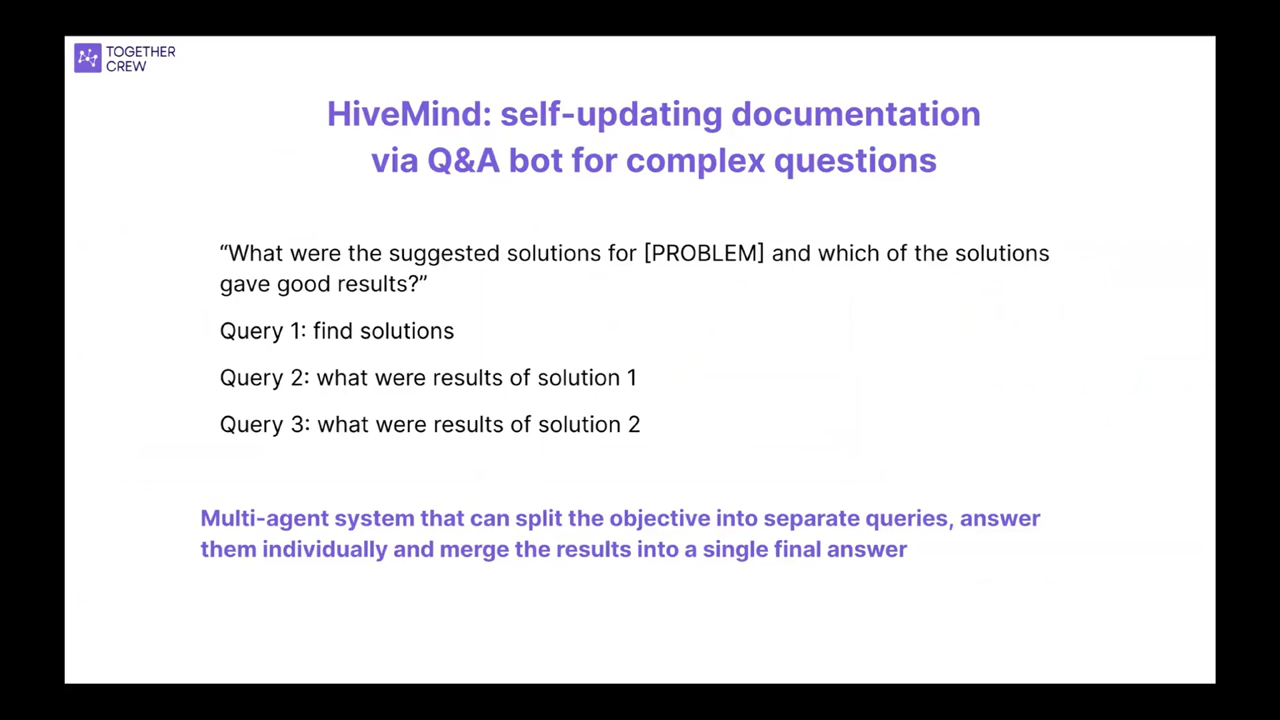 TOGETHER
CREW
HiveMind: self-updating documentation
via Q&A bot for complex questions
“What were the suggested solutions for [PROBLEM] and which of the solutions
gave good results?”
Query 1: find solutions
Query 2: what were results of solution 1
Query 3: what were results of solution 2
Multi-agent system that can split the objective into separate queries, answer
them individually and merge the results into a single final answer